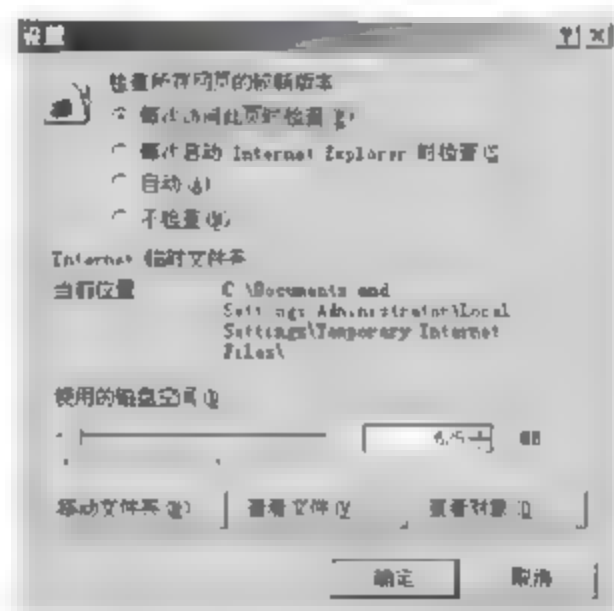 设置
检查所存网页的较新版本
每次访问此页时检查(E)
每次启动 Internet Explorer 时检查(S)
自动(A)
不检查(N)
Internet 临时文件夹
当前位置
C:\Documents and
Settings\Administrator\Local
Settings\Temporary Internet
Files\
使用的磁盘空间(D)
MB
移动文件夹(M)
查看文件(V)
查看对象(O)
确定
取消